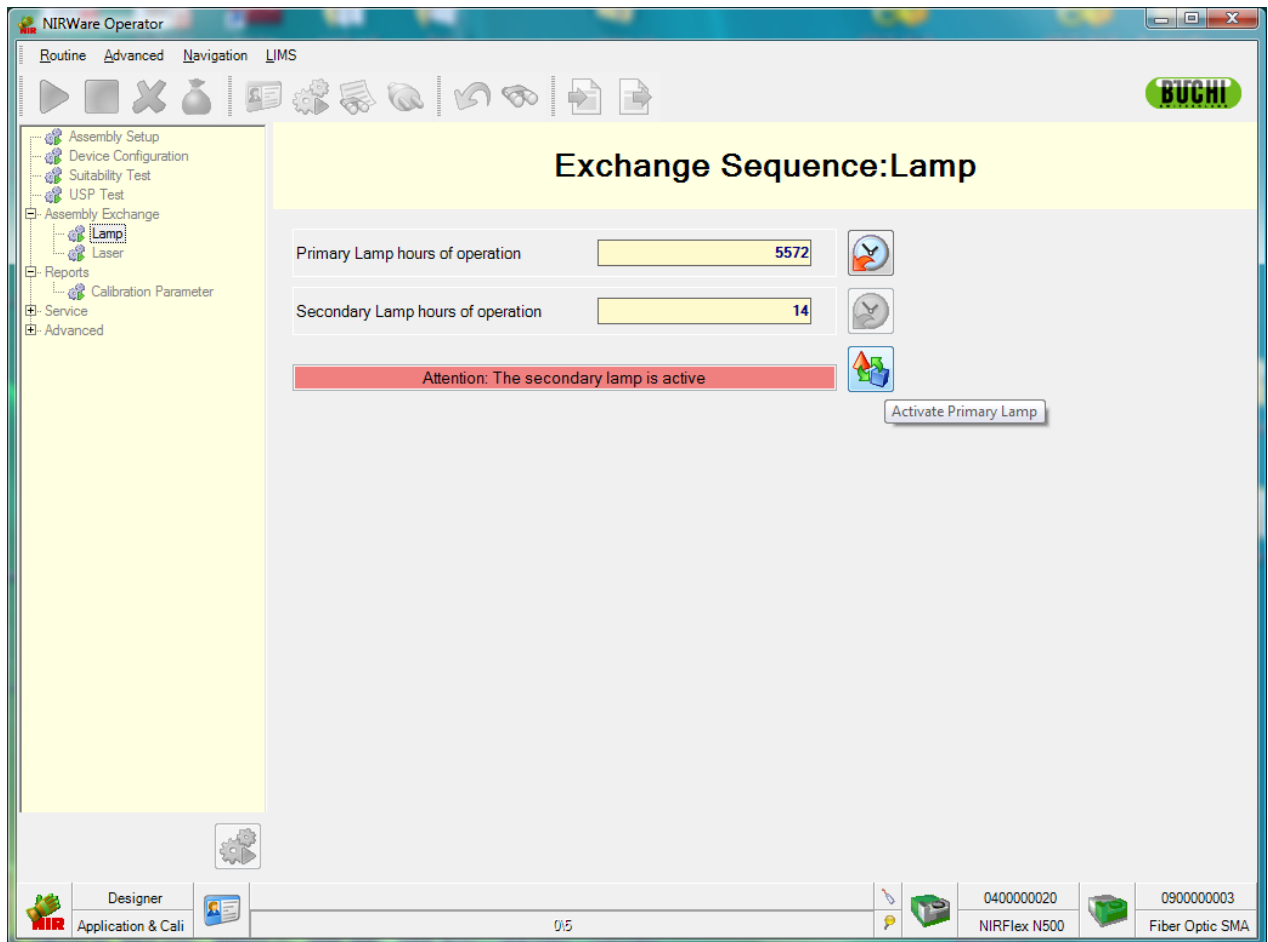 NIRWare Operator
Routine Advanced Navigation LIMS
BÜCHI
SWITZERLAND
Assembly Setup
Device Configuration
Suitability Test
USP Test
Assembly Exchange
Lamp
Laser
Reports
Calibration Parameter
Service
Advanced
Exchange Sequence:Lamp
Primary Lamp hours of operation 5572
Secondary Lamp hours of operation 14
Attention: The secondary lamp is active
Activate Primary Lamp
NIR
Designer
Application & Cali
0\5
0400000020
NIRFlex N500
0900000003
Fiber Optic SMA